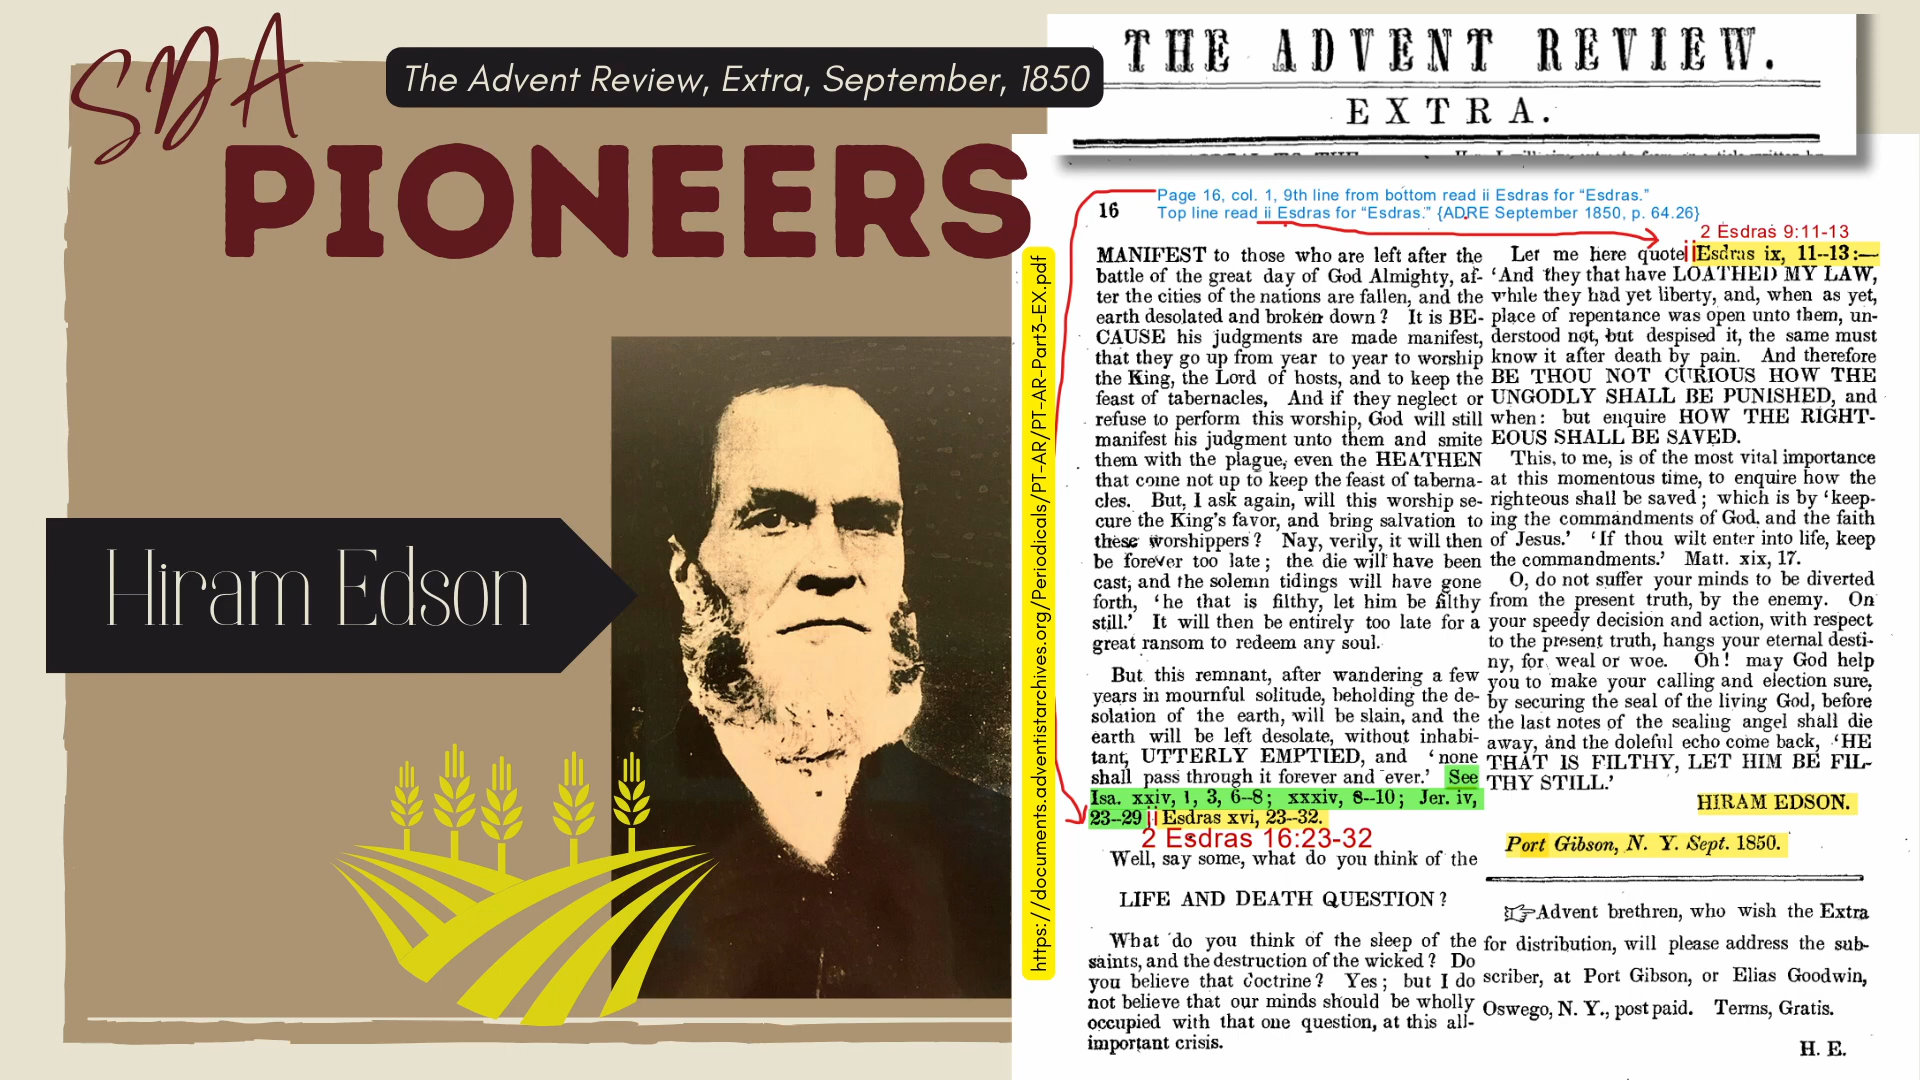 SDA
PIONEERS
The Advent Review, Extra, September, 1850
Hiram Edson
THE ADVENT REVIEW.
EXTRA.
https://documents.adventistarchives.org/Periodicals/PT-AR/PT-AR-Part3-EX.pdf
Page 16, col. 1, 9th line from bottom read ii Esdras for “Esdras.”
Top line read ii Esdras for “Esdras.” {ADRE September 1850, p. 64.26}
16
MANIFEST to those who are left after the
battle of the great day of God Almighty, af-
ter the cities of the nations are fallen, and the
earth desolated and broken down? It is BE-
CAUSE his judgments are made manifest,
that they go up from year to year to worship
the King, the Lord of hosts, and to keep the
feast of tabernacles, And if they neglect or
refuse to perform this worship, God will still
manifest his judgment unto them and smite
them with the plague, even the HEATHEN
that come not up to keep the feast of taberna-
cles. But, I ask again, will this worship se-
cure the King's favor, and bring salvation to
these worshippers? Nay, verily, it will then
be forever too late; the die will have been
cast, and the solemn tidings will have gone
forth, ‘he that is filthy, let him be filthy
still.’ It will then be entirely too late for a
great ransom to redeem any soul.
But this remnant, after wandering a few
years in mournful solitude, beholding the de-
solation of the earth, will be slain, and the
earth will be left desolate, without inhabi-
tant, UTTERLY EMPTIED, and ‘none
shall pass through it forever and ever.’ See
Isa. xxiv, 1, 3, 6–8; xxxiv, 8–10; Jer. iv,
23–29 ii Esdras xvi, 23–32.
2 Esdras 16:23-32
Well, say some, what do you think of the
LIFE AND DEATH QUESTION?
What do you think of the sleep of the
saints, and the destruction of the wicked? Do
you believe that doctrine? Yes; but I do
not believe that our minds should be wholly
occupied with that one question, at this all-
important crisis.
2 Esdras 9:11-13
Let me here quote ii Esdras ix, 11–13:—
‘And they that have LOATHED MY LAW,
while they had yet liberty, and, when as yet,
place of repentance was open unto them, un-
derstood not, but despised it, the same must
know it after death by pain. And therefore
BE THOU NOT CURIOUS HOW THE
UNGODLY SHALL BE PUNISHED, and
when: but enquire HOW THE RIGHT-
EOUS SHALL BE SAVED.
This, to me, is of the most vital importance
at this momentous time, to enquire how the
righteous shall be saved; which is by ‘keep-
ing the commandments of God, and the faith
of Jesus.’ ‘If thou wilt enter into life, keep
the commandments.’ Matt. xix, 17.
O, do not suffer your minds to be diverted
from the present truth, by the enemy. On
your speedy decision and action, with respect
to the present truth, hangs your eternal desti-
ny, for weal or woe. Oh! may God help
you to make your calling and election sure,
by securing the seal of the living God, before
the last notes of the sealing angel shall die
away, and the doleful echo come back, ‘HE
THAT IS FILTHY, LET HIM BE FIL-
THY STILL.’
HIRAM EDSON.
Port Gibson, N. Y. Sept. 1850.
☞Advent brethren, who wish the Extra
for distribution, will please address the sub-
scriber, at Port Gibson, or Elias Goodwin,
Oswego, N. Y., post paid. Terms, Gratis.
H. E.